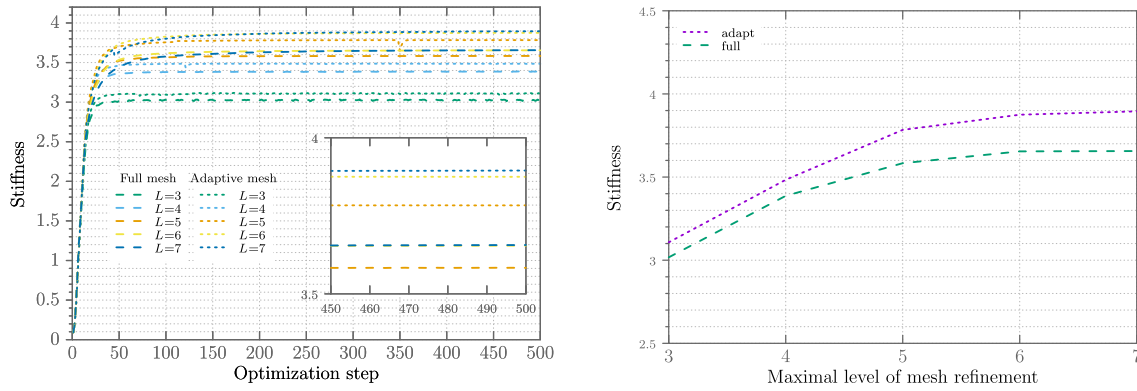 4
3.5
3
2.5
2
1.5
1
0.5
0
Stiffness
0 50 100 150 200 250 300 350 400 450 500
Optimization step
Full mesh Adaptive mesh
L=3 L=3
L=4 L=4
L=5 L=5
L=6 L=6
L=7 L=7
4
3.5
450 460 470 480 490 500
4.5
4
3.5
3
2.5
Stiffness
adapt
full
3 4 5 6 7
Maximal level of mesh refinement